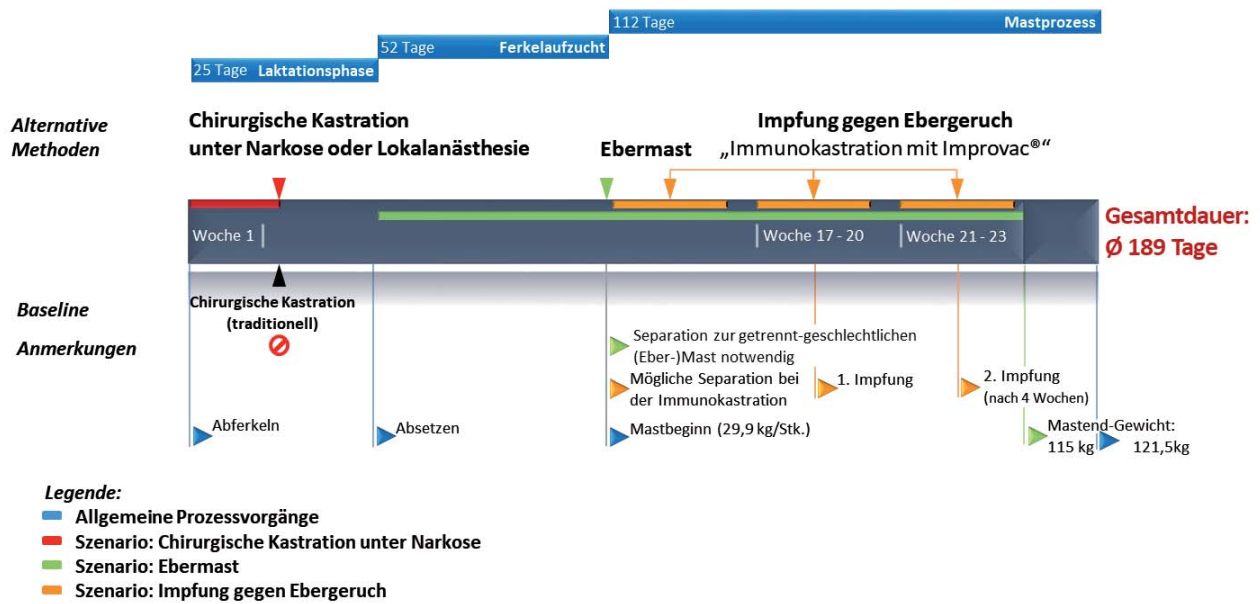 112 Tage Mastprozess
52 Tage Ferkelaufzucht
25 Tage Laktationsphase
Alternative
Methoden
Chirurgische Kastration
unter Narkose oder Lokalanästhesie
Ebermast
Impfung gegen Ebergeruch
„Immunokastration mit Improvac®“
Woche 1
Woche 17 - 20
Woche 21 - 23
Gesamtdauer:
Ø 189 Tage
Baseline
Chirurgische Kastration
(traditionell)
Anmerkungen
Separation zur getrennt-geschlechtlichen
(Eber-)Mast notwendig
Mögliche Separation bei
der Immunokastration
1. Impfung
2. Impfung
(nach 4 Wochen)
Abferkeln
Absetzen
Mastbeginn (29,9 kg/Stk.)
Mastend-Gewicht:
115 kg 121,5kg
Legende:
Allgemeine Prozessvorgänge
Szenario: Chirurgische Kastration unter Narkose
Szenario: Ebermast
Szenario: Impfung gegen Ebergeruch